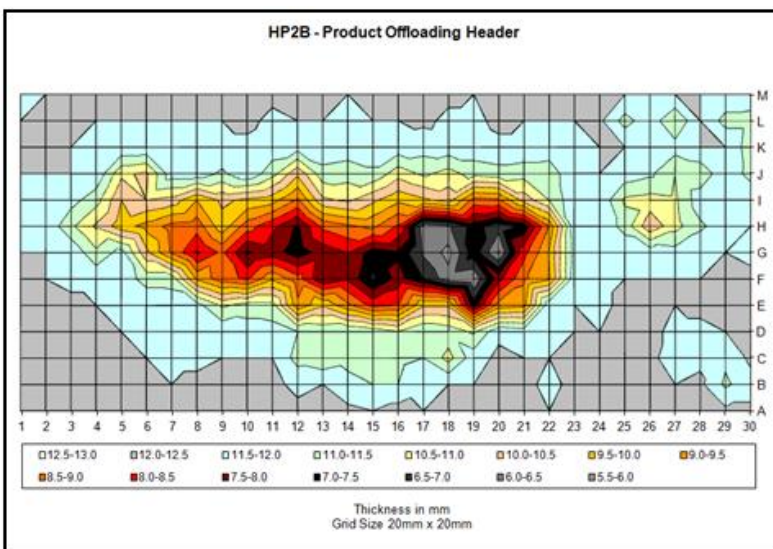 HP2B - Product Offloading Header
M
L
K
J
I
H
G
F
E
D
C
B
A
1 2 3 4 5 6 7 8 9 10 11 12 13 14 15 16 17 18 19 20 21 22 23 24 25 26 27 28 29 30
12.5-13.0 12.0-12.5 11.5-12.0 11.0-11.5 10.5-11.0 10.0-10.5 9.5-10.0 9.0-9.5
8.5-9.0 8.0-8.5 7.5-8.0 7.0-7.5 6.5-7.0 6.0-6.5 5.5-6.0
Thickness in mm
Grid Size 20mm x 20mm